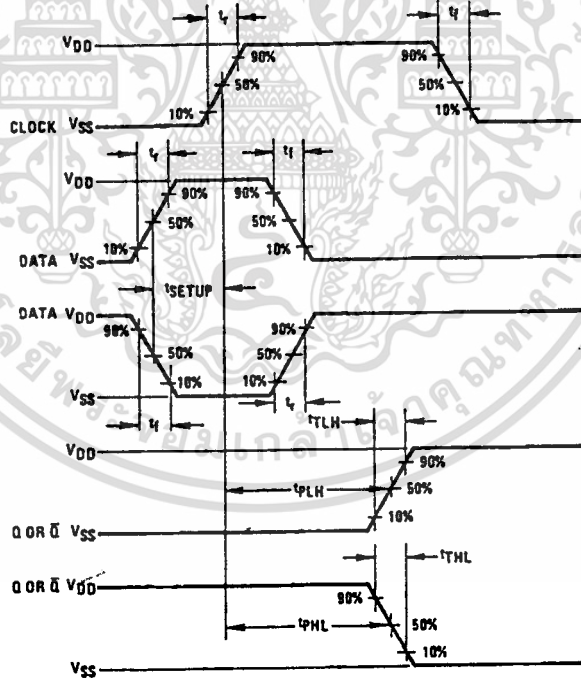 tr
tf
VDD
90%
90%
50%
50%
10%
10%
CLOCK VSS
tr
tf
VDD
90%
90%
50%
50%
10%
10%
DATA VSS
tSETUP
DATA VDD
90%
90%
50%
50%
10%
10%
VSS
tf
tr
tTLH
VDD
90%
tPLH
50%
10%
Q OR Q̅ VSS
tTHL
Q OR Q̅ VDD
90%
tPHL
50%
10%
VSS